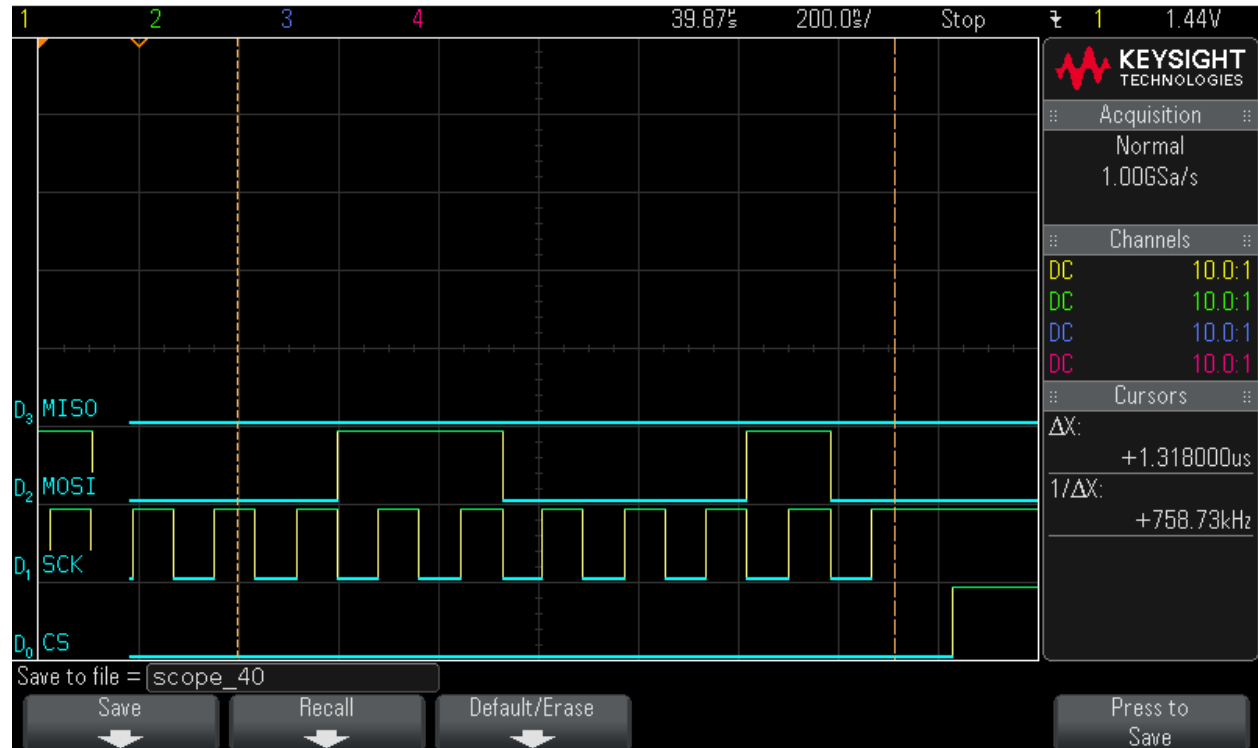 1 2 3 4 39.87us 200.0ns/ Stop 1 1.44V
KEYSIGHT
TECHNOLOGIES
Acquisition
Normal
1.00GSa/s
Channels
DC 10.0:1
DC 10.0:1
DC 10.0:1
DC 10.0:1
Cursors
ΔX:
+1.318000us
1/ΔX:
+758.73kHz
D3 MISO
D2 MOSI
D1 SCK
D0 CS
Save to file = scope_40
Save
Recall
Default/Erase
Press to
Save